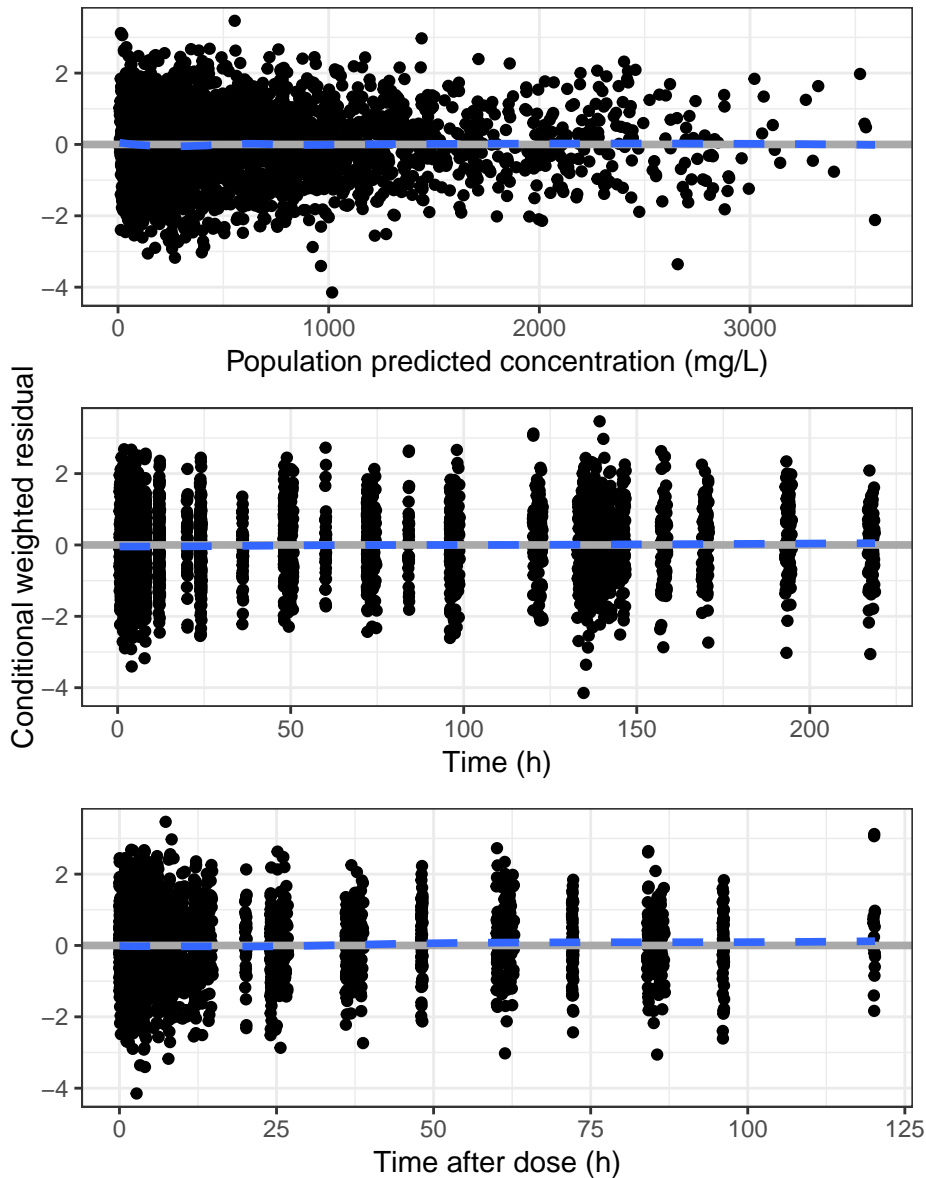 2
0
−2
−4
0 1000 2000 3000
Population predicted concentration (mg/L)
Conditional weighted residual
2
0
−2
−4
0 50 100 150 200
Time (h)
2
0
−2
−4
0 25 50 75 100 125
Time after dose (h)